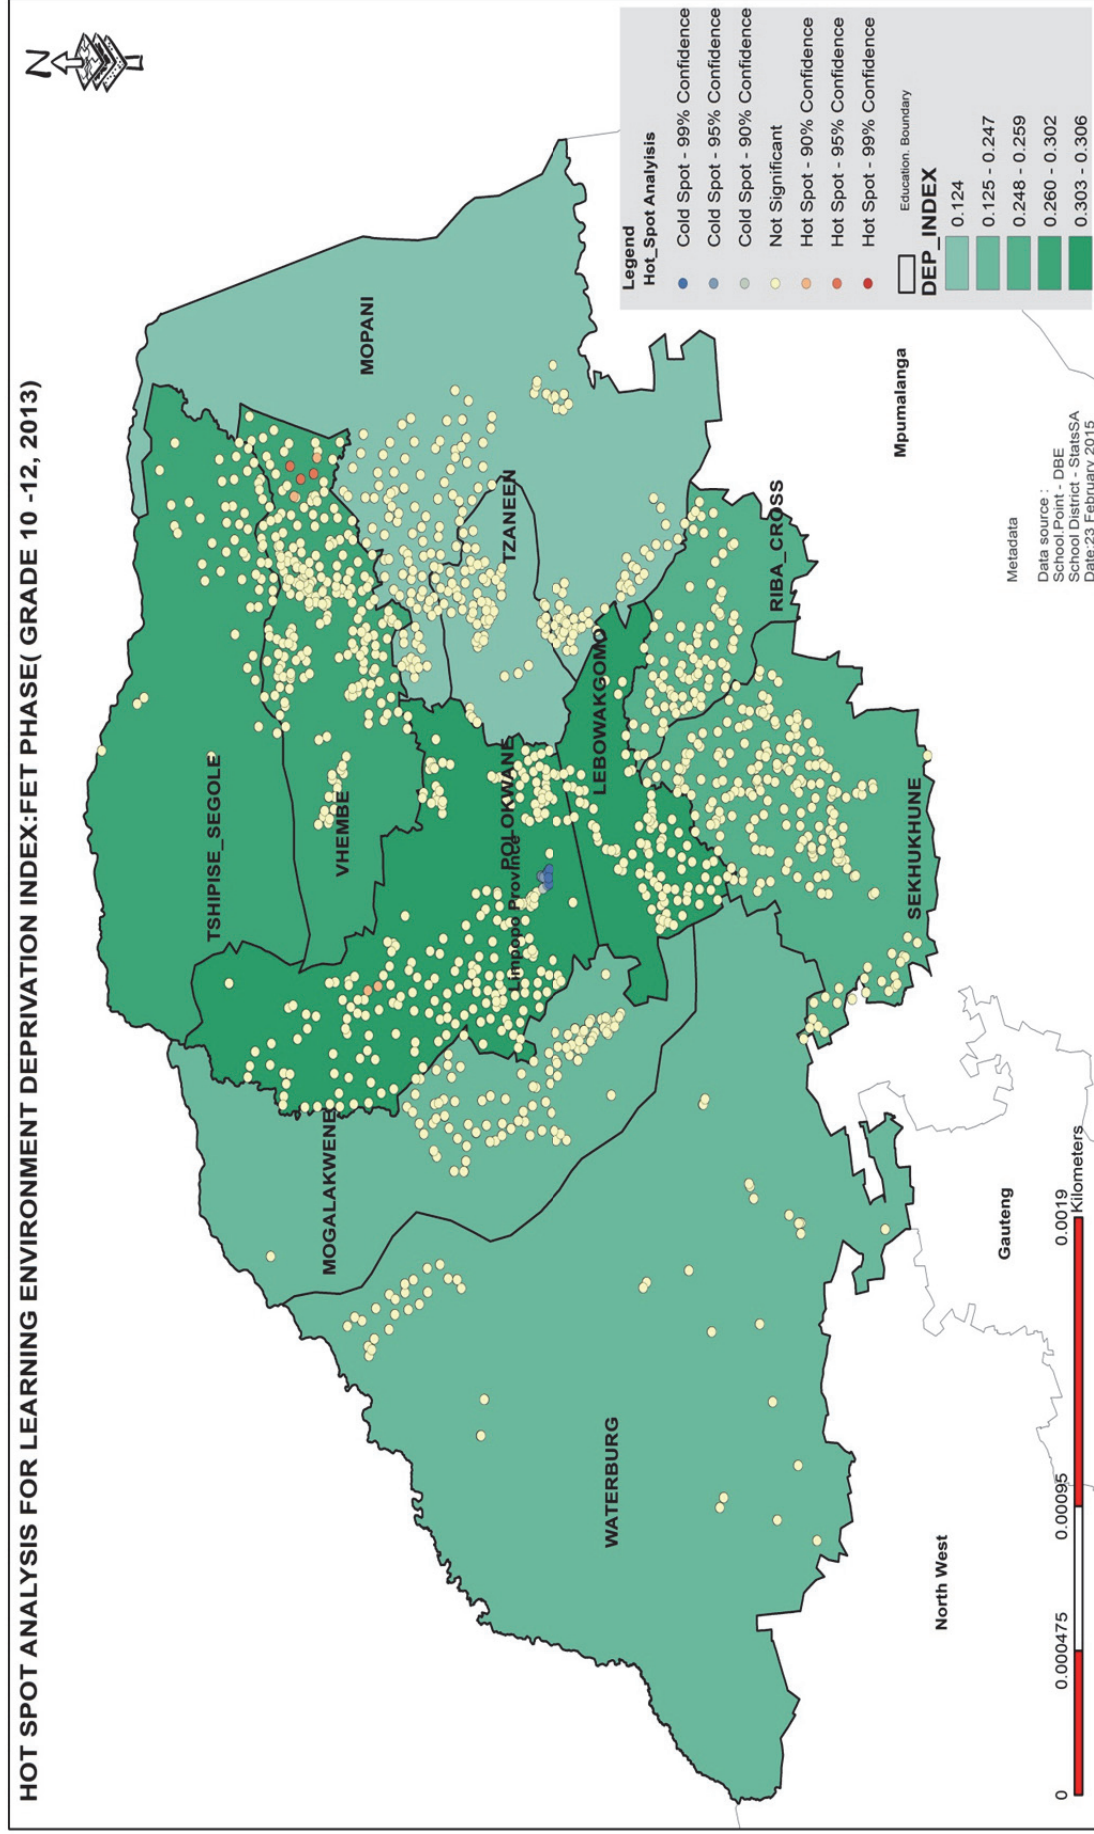 HOT SPOT ANALYSIS FOR LEARNING ENVIRONMENT DEPRIVATION INDEX:FET PHASE( GRADE 10 -12, 2013)
N
TSHIPISE_SEGOLE
VHEMBE
MOPANI
MOGALAKWENE
POLOKWANE
Limpopo Province
TZANEEN
LEBOWAKGOMO
WATERBURG
RIBA_CROSS
SEKHUKHUNE
Mpumalanga
North West
Gauteng
Legend
Hot_Spot Analyisis
Cold Spot - 99% Confidence
Cold Spot - 95% Confidence
Cold Spot - 90% Confidence
Not Significant
Hot Spot - 90% Confidence
Hot Spot - 95% Confidence
Hot Spot - 99% Confidence
Education. Boundary
DEP_INDEX
0.124
0.125 - 0.247
0.248 - 0.259
0.260 - 0.302
0.303 - 0.306
Metadata
Data source :
School.Point - DBE
School District - StatsSA
Date:23 February 2015
0 0.000475 0.00095 0.0019
Kilometers